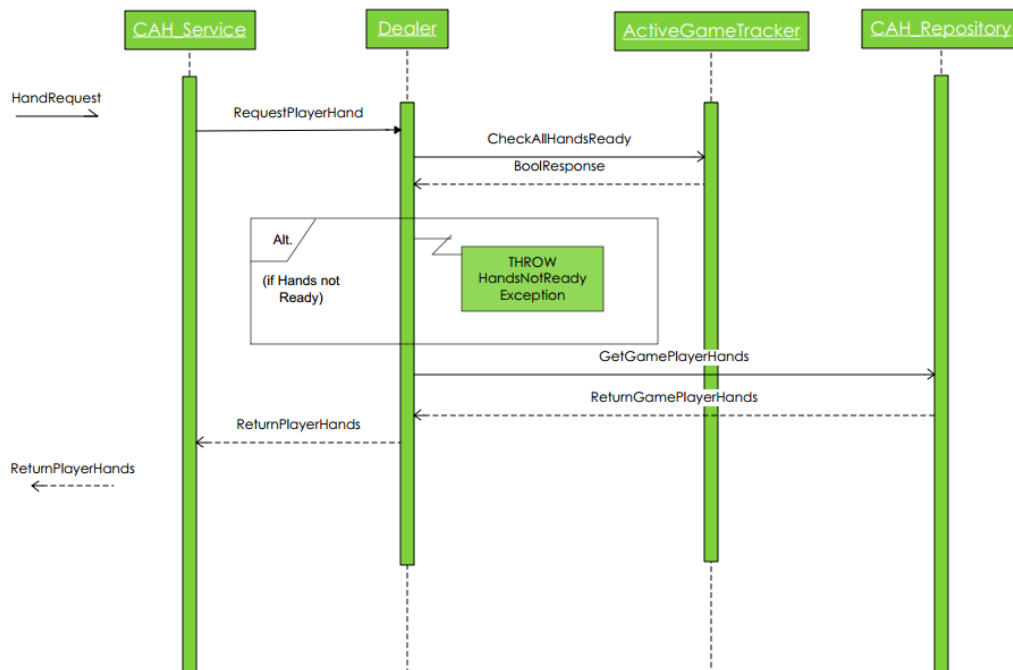 CAH_Service
Dealer
ActiveGameTracker
CAH_Repository
HandRequest
RequestPlayerHand
CheckAllHandsReady
BoolResponse
Alt.
(if Hands not
Ready)
THROW
HandsNotReady
Exception
GetGamePlayerHands
ReturnGamePlayerHands
ReturnPlayerHands
ReturnPlayerHands